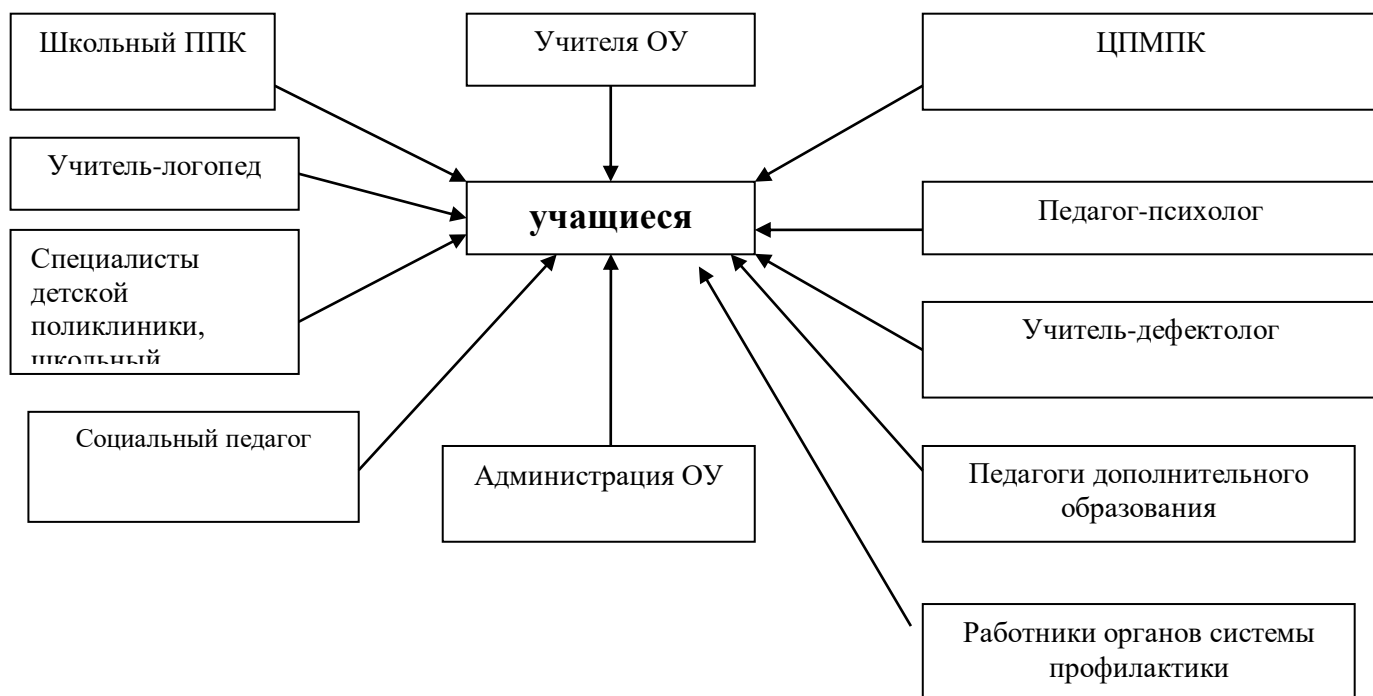 Школьный ППК
Учителя ОУ
ЦПМПК
Учитель-логопед
учащиеся
Педагог-психолог
Специалисты
детской
поликлиники,
школьный
Учитель-дефектолог
Социальный педагог
Администрация ОУ
Педагоги дополнительного
образования
Работники органов системы
профилактики